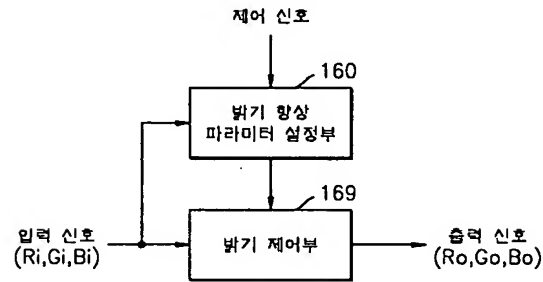 제어 신호
160
밝기 향상
파라미터 설정부
169
입력 신호
(Ri,Gi,Bi)
밝기 제어부
출력 신호
(Ro,Go,Bo)